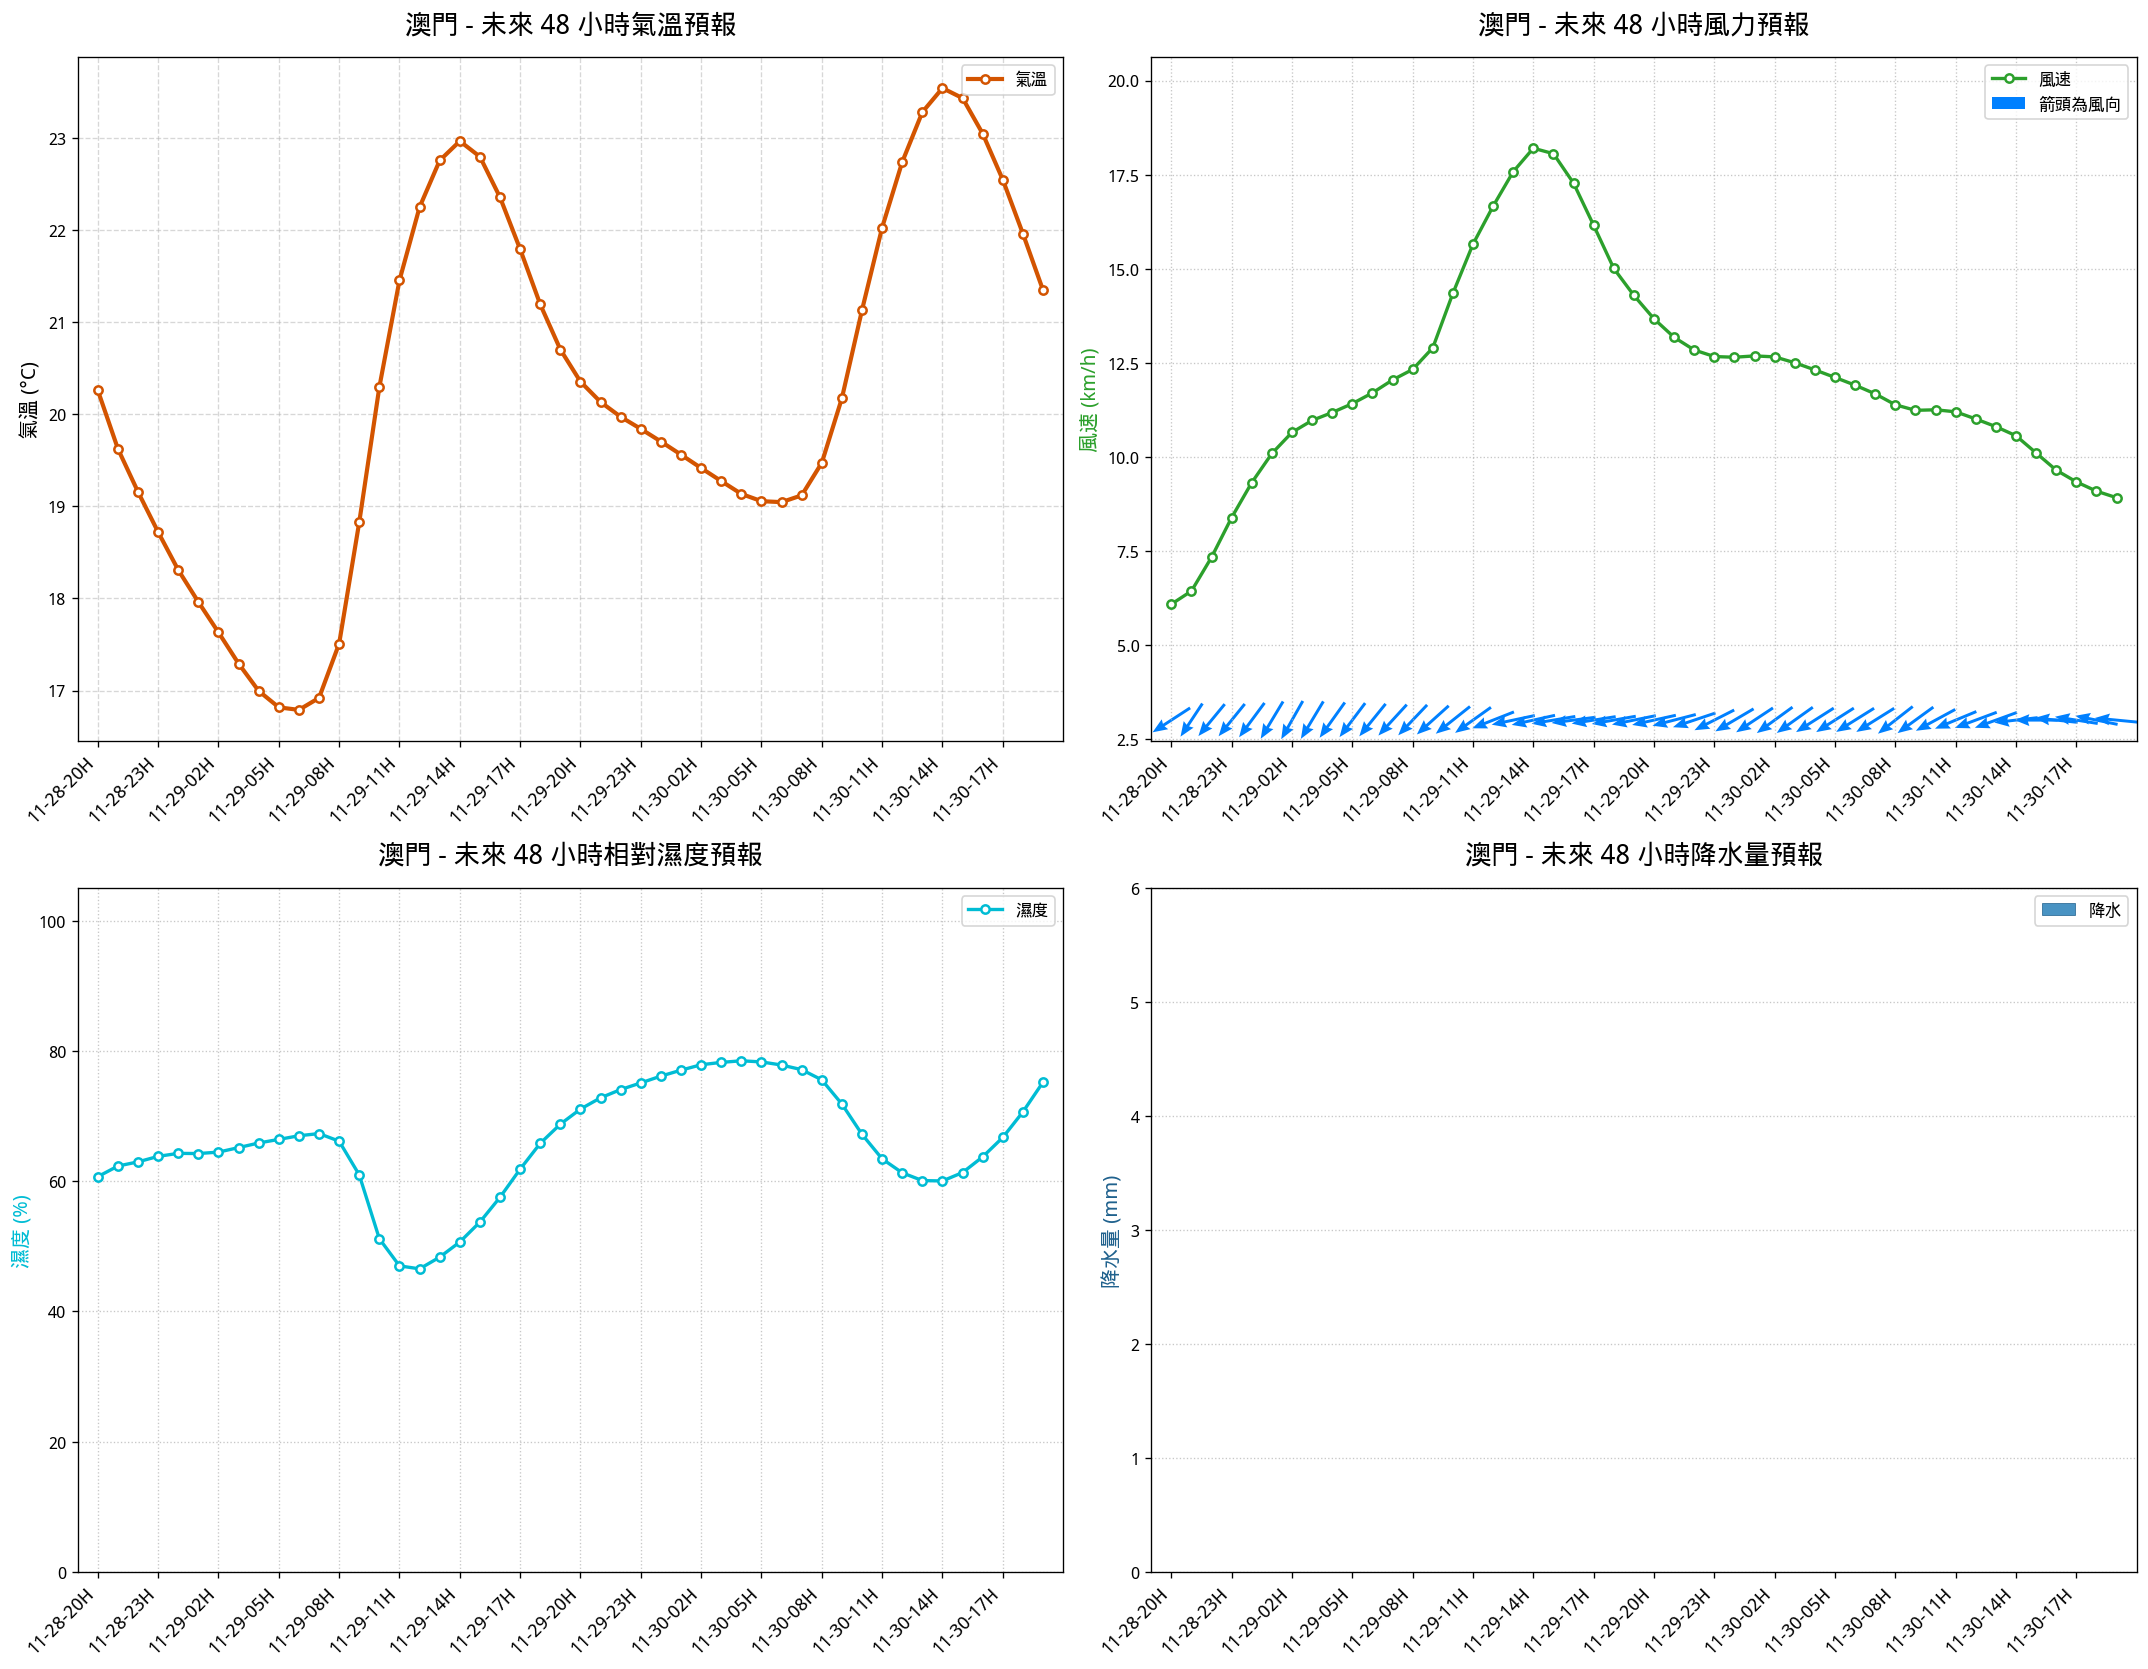 澳門 - 未來 48 小時氣溫預報
氣溫
氣溫 (°C)
23
22
21
20
19
18
17
11-28-20H
11-28-23H
11-29-02H
11-29-05H
11-29-08H
11-29-11H
11-29-14H
11-29-17H
11-29-20H
11-29-23H
11-30-02H
11-30-05H
11-30-08H
11-30-11H
11-30-14H
11-30-17H
澳門 - 未來 48 小時風力預報
風速
箭頭為風向
風速 (km/h)
20.0
17.5
15.0
12.5
10.0
7.5
5.0
2.5
11-28-20H
11-28-23H
11-29-02H
11-29-05H
11-29-08H
11-29-11H
11-29-14H
11-29-17H
11-29-20H
11-29-23H
11-30-02H
11-30-05H
11-30-08H
11-30-11H
11-30-14H
11-30-17H
澳門 - 未來 48 小時相對濕度預報
濕度
濕度 (%)
100
80
60
40
20
0
11-28-20H
11-28-23H
11-29-02H
11-29-05H
11-29-08H
11-29-11H
11-29-14H
11-29-17H
11-29-20H
11-29-23H
11-30-02H
11-30-05H
11-30-08H
11-30-11H
11-30-14H
11-30-17H
澳門 - 未來 48 小時降水量預報
降水
降水量 (mm)
6
5
4
3
2
1
0
11-28-20H
11-28-23H
11-29-02H
11-29-05H
11-29-08H
11-29-11H
11-29-14H
11-29-17H
11-29-20H
11-29-23H
11-30-02H
11-30-05H
11-30-08H
11-30-11H
11-30-14H
11-30-17H